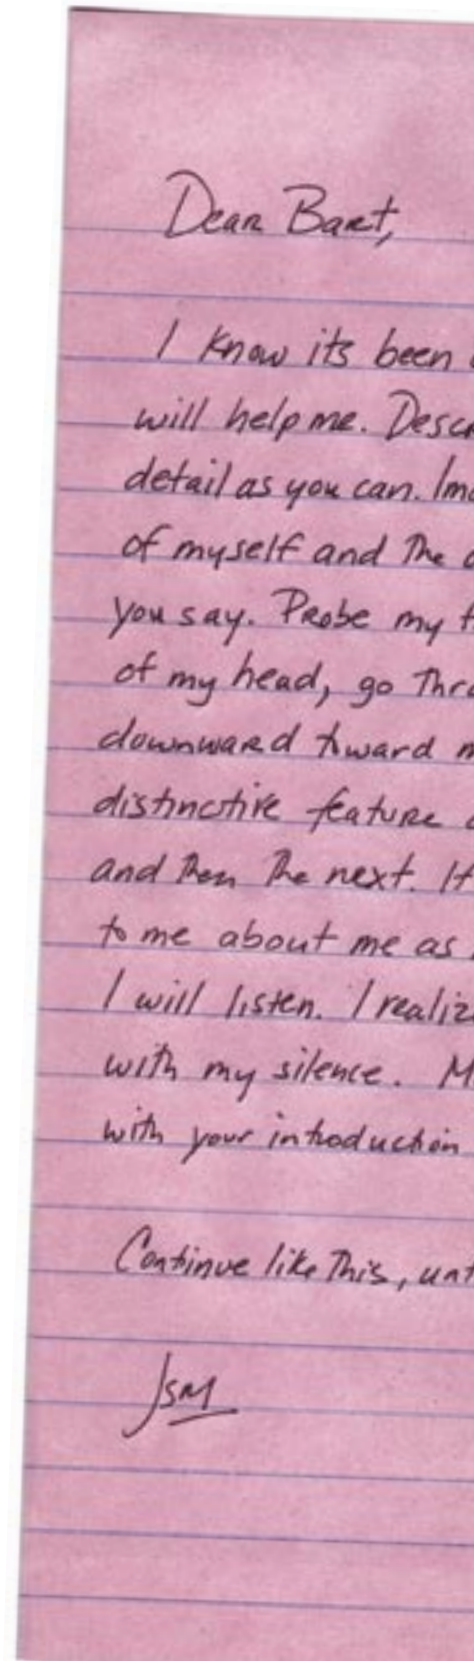 Dear Bart,
I know its been
will help me. Desc
detail as you can. Ima
of myself and the
you say. Probe my
of my head, go thro
downward toward m
distinctive feature
and then the next. If
to me about me as
I will listen. I realiz
with my silence. M
with your introduction
Continue like this, unt
JSM